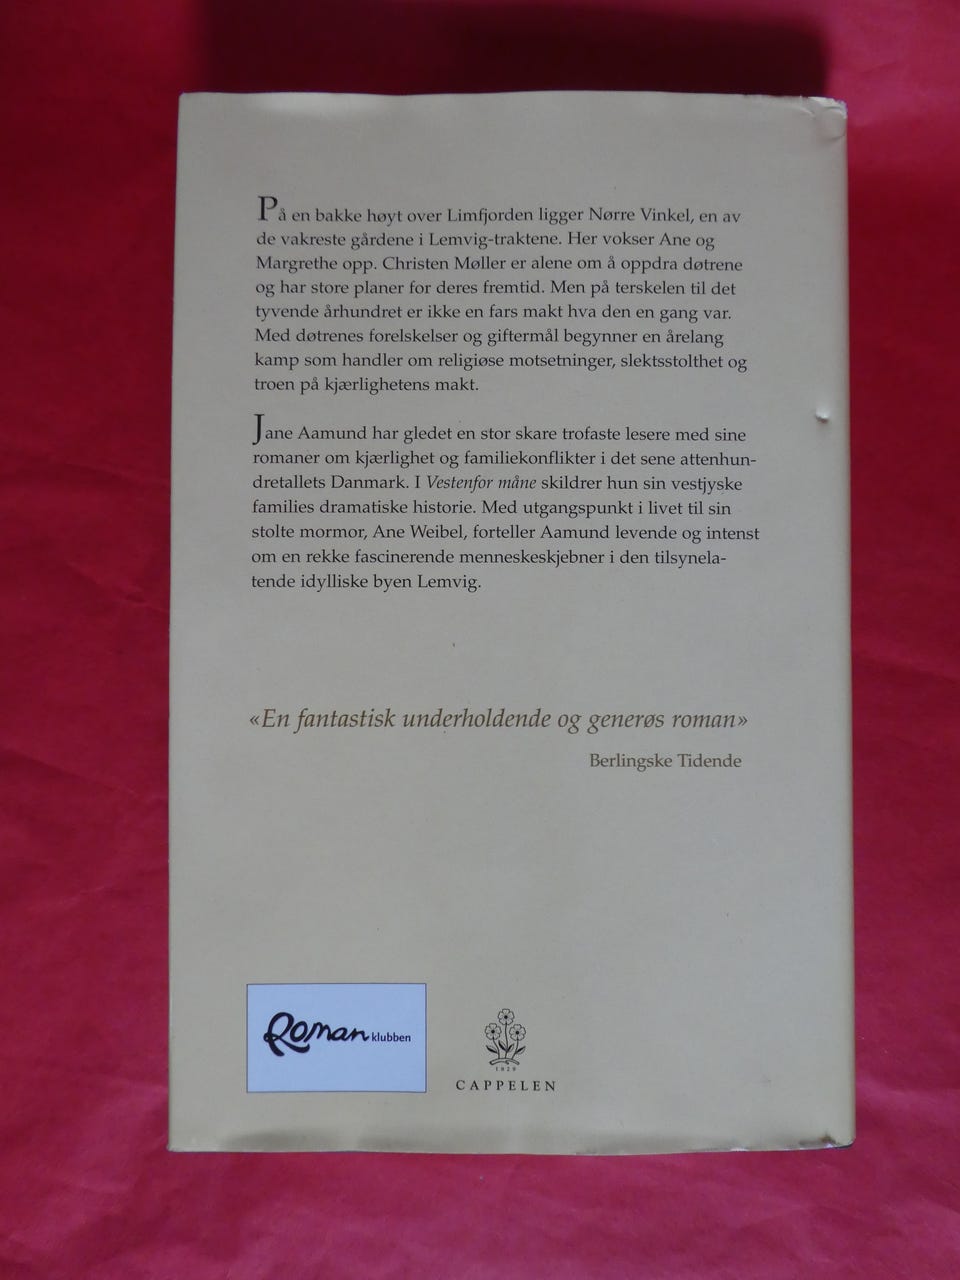 På en bakke høyt over Limfjorden ligger Nørre Vinkel, en av
de vakreste gårdene i Lemvig-traktene. Her vokser Ane og
Margrethe opp. Christen Møller er alene om å oppdra døtrene
og har store planer for deres fremtid. Men på terskelen til det
tyvende århundret er ikke en fars makt hva den en gang var.
Med døtrenes forelskelser og giftermål begynner en årelang
kamp som handler om religiøse motsetninger, slektsstolthet og
troen på kjærlighetens makt.
Jane Aamund har gledet en stor skare trofaste lesere med sine
romaner om kjærlighet og familiekonflikter i det sene attenhun-
dretallets Danmark. I Vestenfor måne skildrer hun sin vestjyske
families dramatiske historie. Med utgangspunkt i livet til sin
stolte mormor, Ane Weibel, forteller Aamund levende og intenst
om en rekke fascinerende menneskeskjebner i den tilsynela-
tende idylliske byen Lemvig.
«En fantastisk underholdende og generøs roman»
Berlingske Tidende
Roman klubben
1829
CAPPELEN